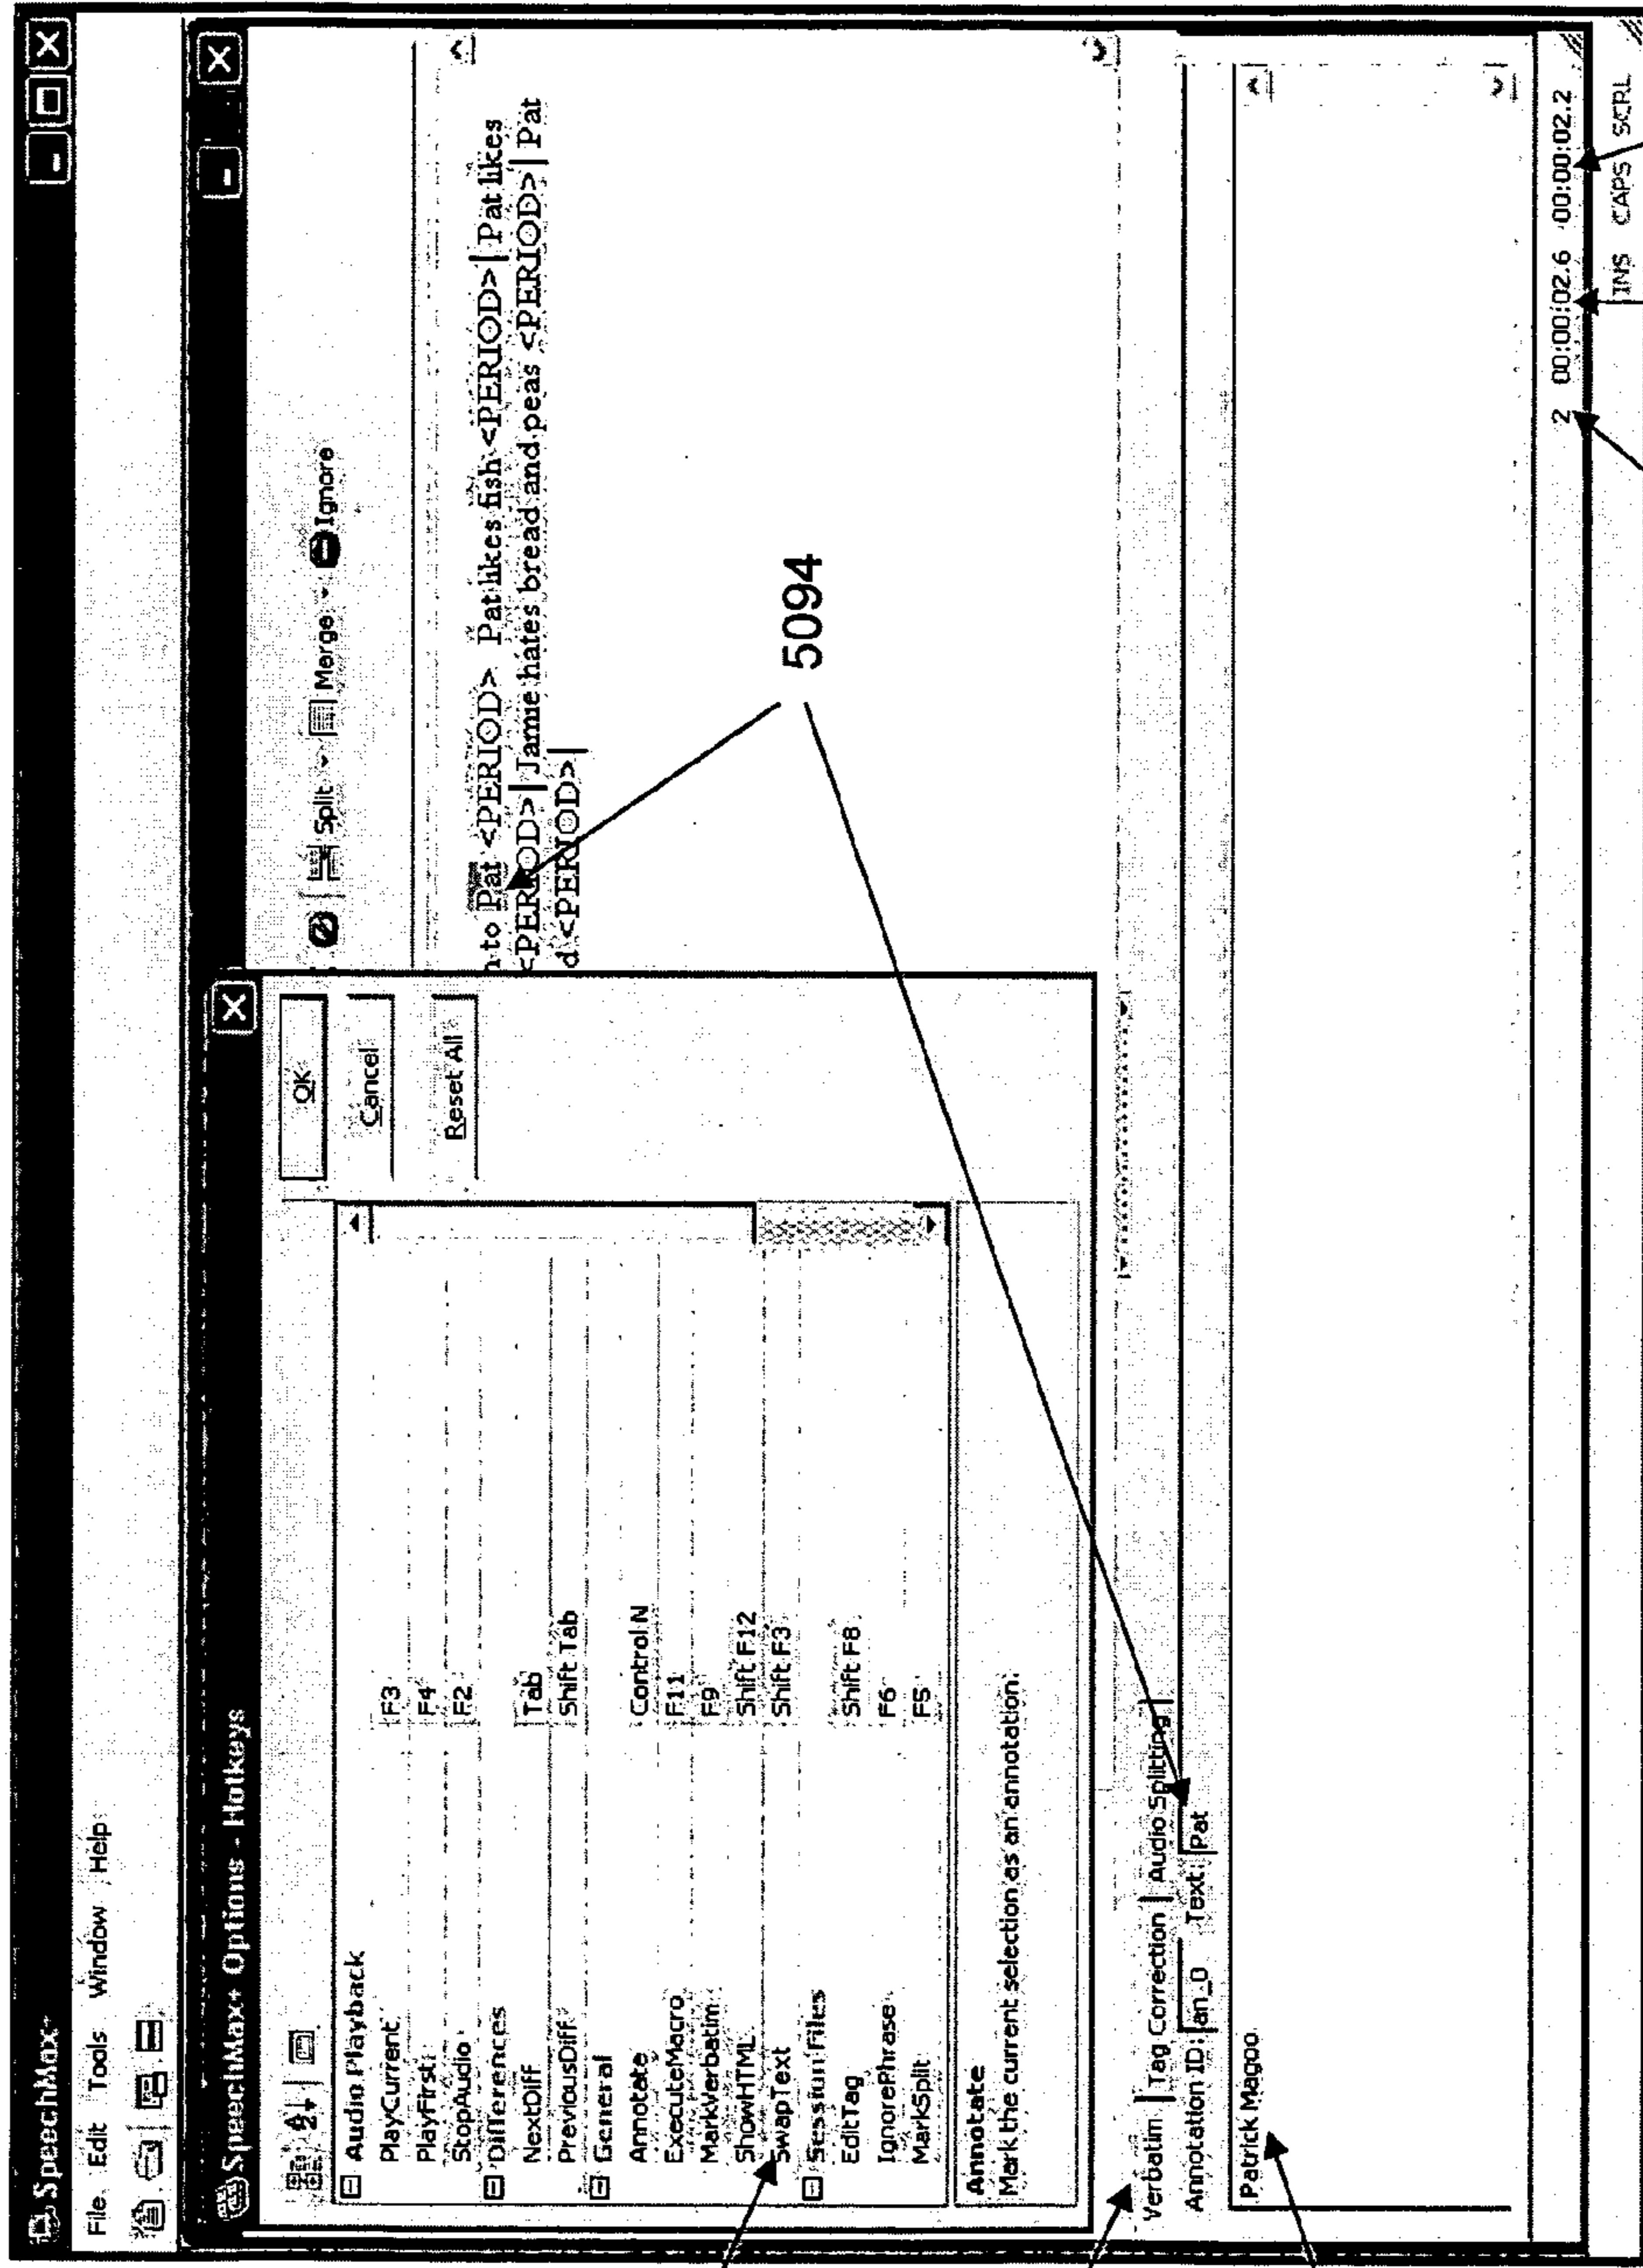 SpeechMax+
File Edit Tools Window Help
SpeechMax+ Options - Hotkeys
Audio Playback
PlayCurrent F3
PlayFirst F4
StopAudio F2
Differences
NextDiff Tab
PreviousDiff Shift Tab
General
Annotate Control N
ExecuteMacro F11
MarkVerbatim F9
ShowHTML Shift F12
SwapText Shift F3
Session Files
EditTag Shift F8
IgnorePhrase F6
MarkSplit F5
Annotate
Mark the current selection as an annotation.
OK
Cancel
Reset All
Split Merge Ignore
n to Pat <PERIOD> Pat likes fish <PERIOD>| Pat likes
<PERIOD>| Jamie hates bread and peas <PERIOD>| Pat
d <PERIOD>|
5094
Verbatim | Tag Correction | Audio Splitting |
Annotation ID: an_0 Text: Pat
Patrick Magoo
2 00:00:02.6 00:00:02.2
INS CAPS SCRL